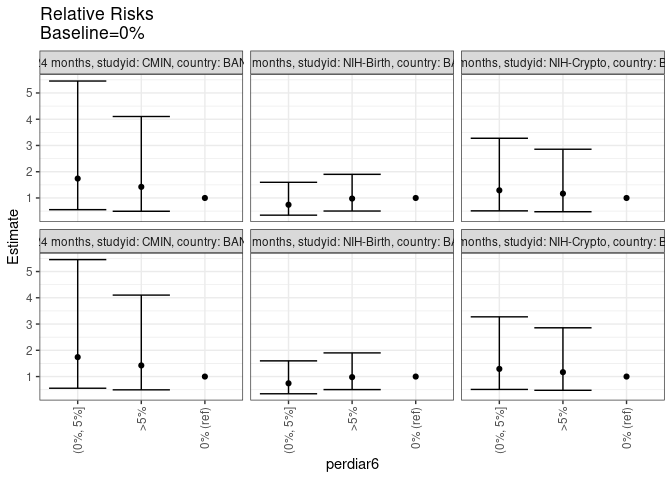 Relative Risks
Baseline=0%
24 months, studyid: CMIN, country: BAN
months, studyid: NIH-Birth, country: BA
months, studyid: NIH-Crypto, country: B
5
4
3
2
1
24 months, studyid: CMIN, country: BAN
months, studyid: NIH-Birth, country: BA
months, studyid: NIH-Crypto, country: B
5
4
3
2
1
Estimate
(0%, 5%]
>5%
0% (ref)
(0%, 5%]
>5%
0% (ref)
(0%, 5%]
>5%
0% (ref)
perdiar6